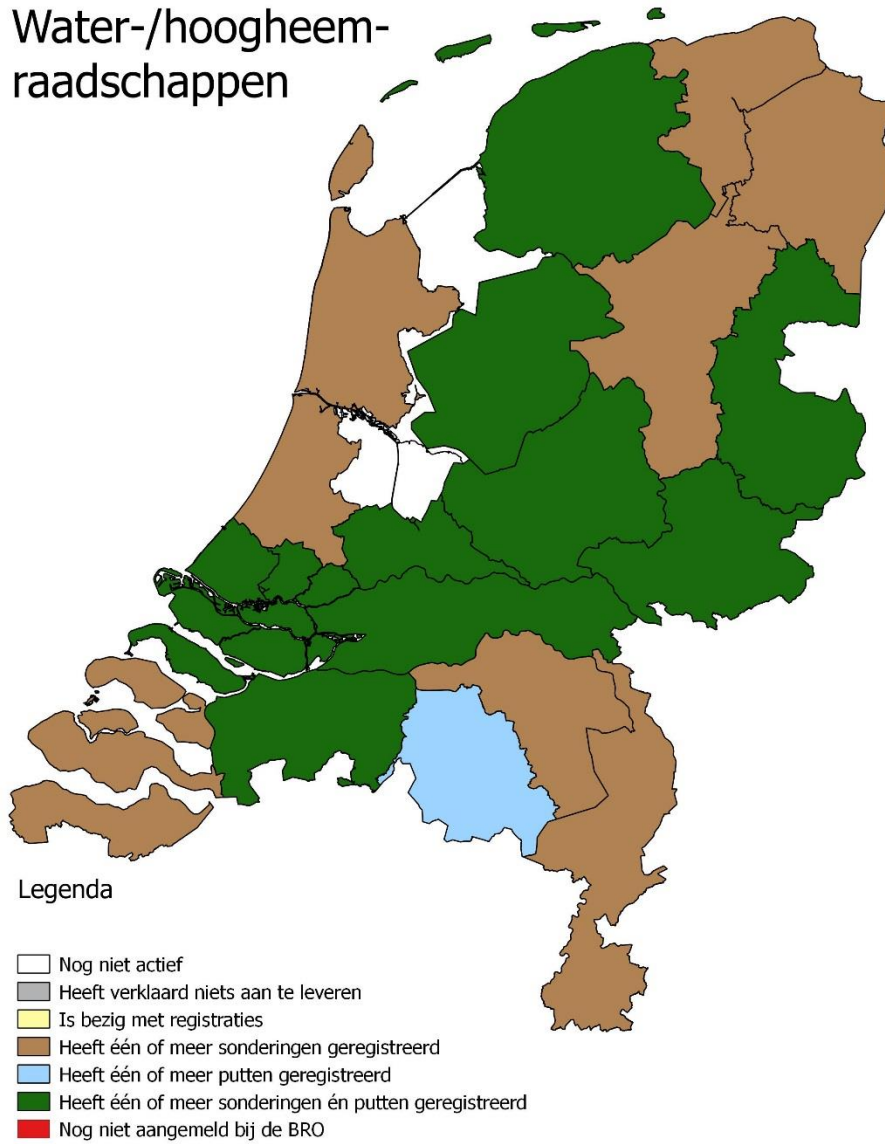 Water-/hoogheem-
raadschappen
Legenda
Nog niet actief
Heeft verklaard niets aan te leveren
Is bezig met registraties
Heeft één of meer sonderingen geregistreerd
Heeft één of meer putten geregistreerd
Heeft één of meer sonderingen én putten geregistreerd
Nog niet aangemeld bij de BRO